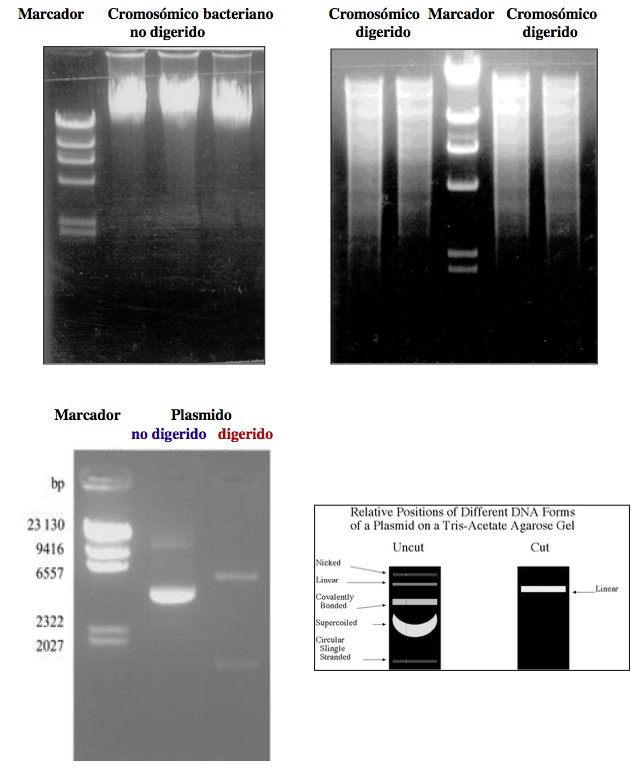 Marcador
Cromosómico bacteriano
no digerido
Cromosómico
digerido
Marcador
Cromosómico
digerido
Marcador
Plasmido
no digerido
digerido
bp
23 130
9416
6557
2322
2027
Relative Positions of Different DNA Forms
of a Plasmid on a Tris-Acetate Agarose Gel
Uncut
Cut
Nicked
Linear
Covalently
Bonded
Supercoiled
Circular
Slingle
Stranded
Linear